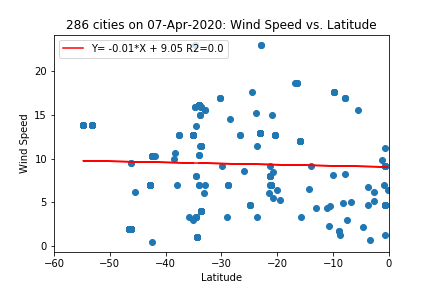 286 cities on 07-Apr-2020: Wind Speed vs. Latitude
Y= -0.01*X + 9.05 R2=0.0
Wind Speed
20
15
10
5
0
−60 −50 −40 −30 −20 −10 0
Latitude